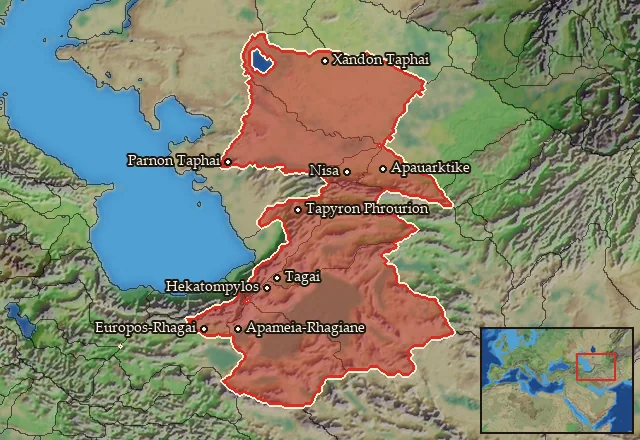 Xandon Taphai
Parnon Taphai
Nisa
Apauarktike
Tapyron Phrourion
Tagai
Hekatompylos
Europos-Rhagai
Apameia-Rhagiane